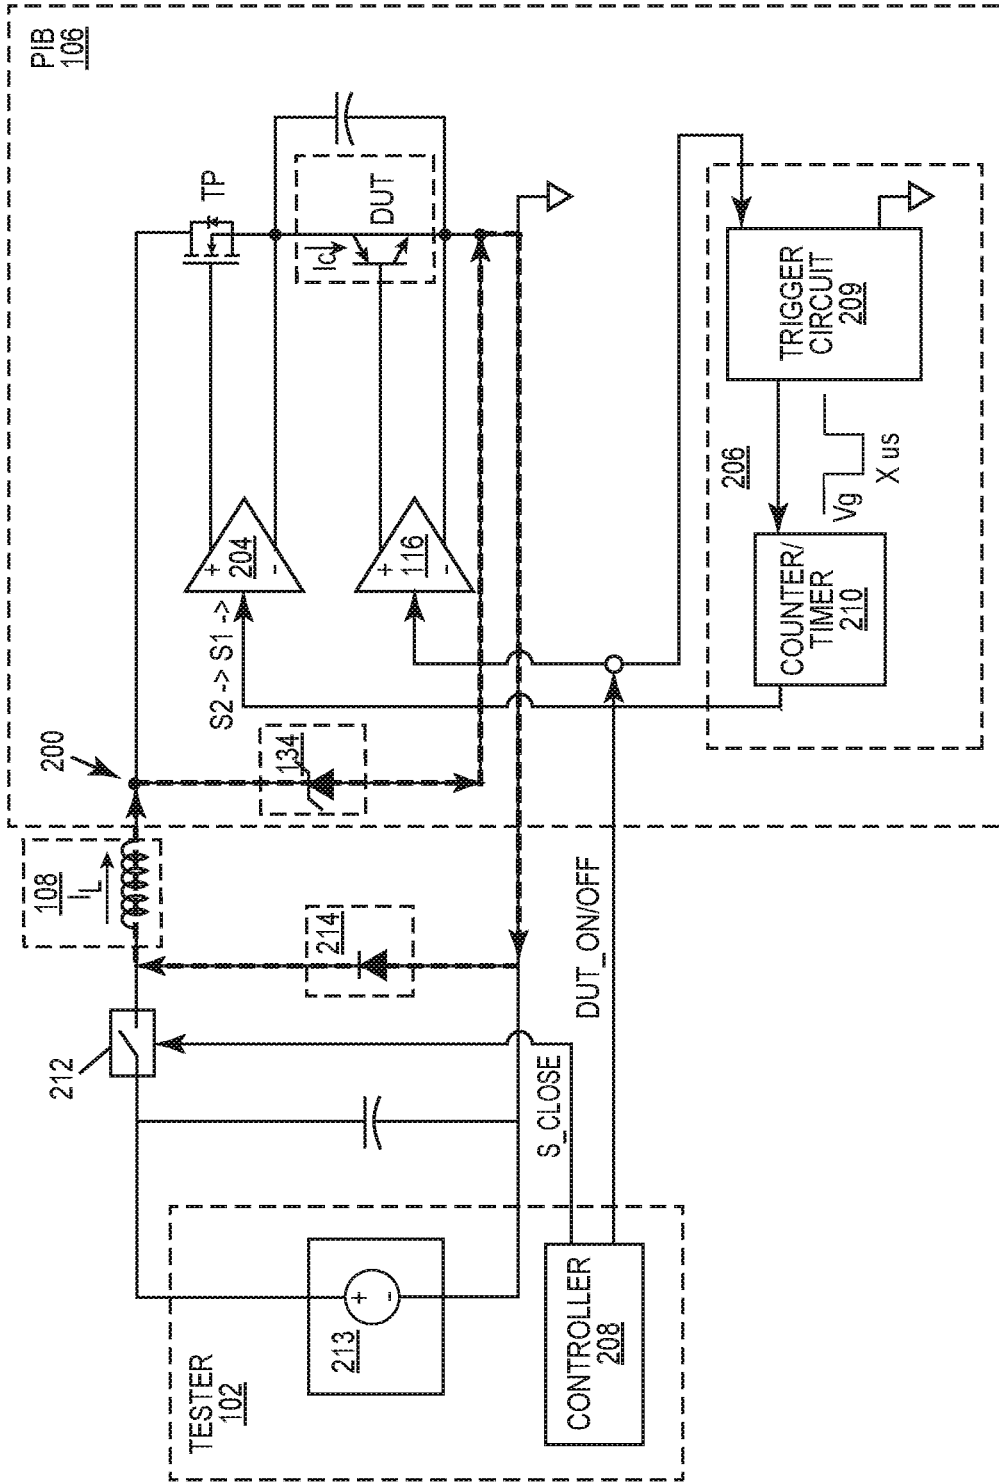 PIB
106
TP
DUT
Ic
+
204
-
+
116
-
S2 -> S1 ->
200
134
108
IL
214
212
TRIGGER
CIRCUIT
209
206
Vg
X us
COUNTER/
TIMER
210
DUT_ON/OFF
S_CLOSE
TESTER
102
+
-
213
CONTROLLER
208